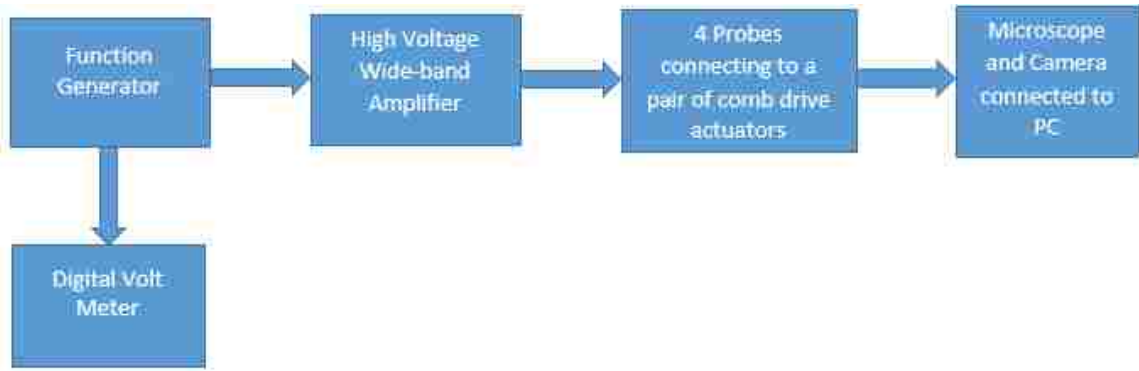 Function
Generator
High Voltage
Wide-band
Amplifier
4 Probes
connecting to a
pair of comb drive
actuators
Microscope
and Camera
connected to
PC
Digital Volt
Meter